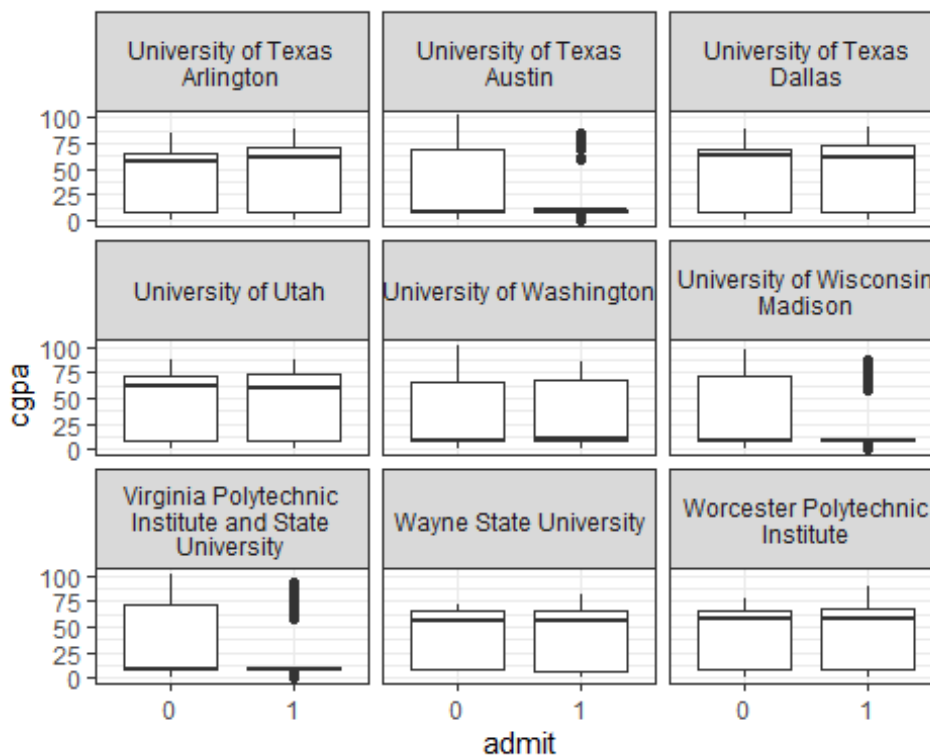 University of Texas
Arlington
University of Texas
Austin
University of Texas
Dallas
100
75
50
25
0
University of Utah
University of Washington
University of Wisconsin
Madison
100
75
50
25
0
cgpa
Virginia Polytechnic
Institute and State
University
Wayne State University
Worcester Polytechnic
Institute
100
75
50
25
0
0 1 0 1 0 1
admit